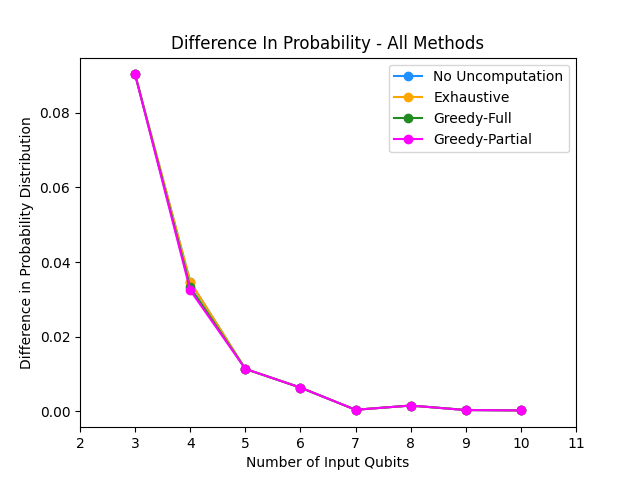 Difference In Probability - All Methods
No Uncomputation
Exhaustive
Greedy-Full
Greedy-Partial
Difference in Probability Distribution
0.08
0.06
0.04
0.02
0.00
2 3 4 5 6 7 8 9 10 11
Number of Input Qubits